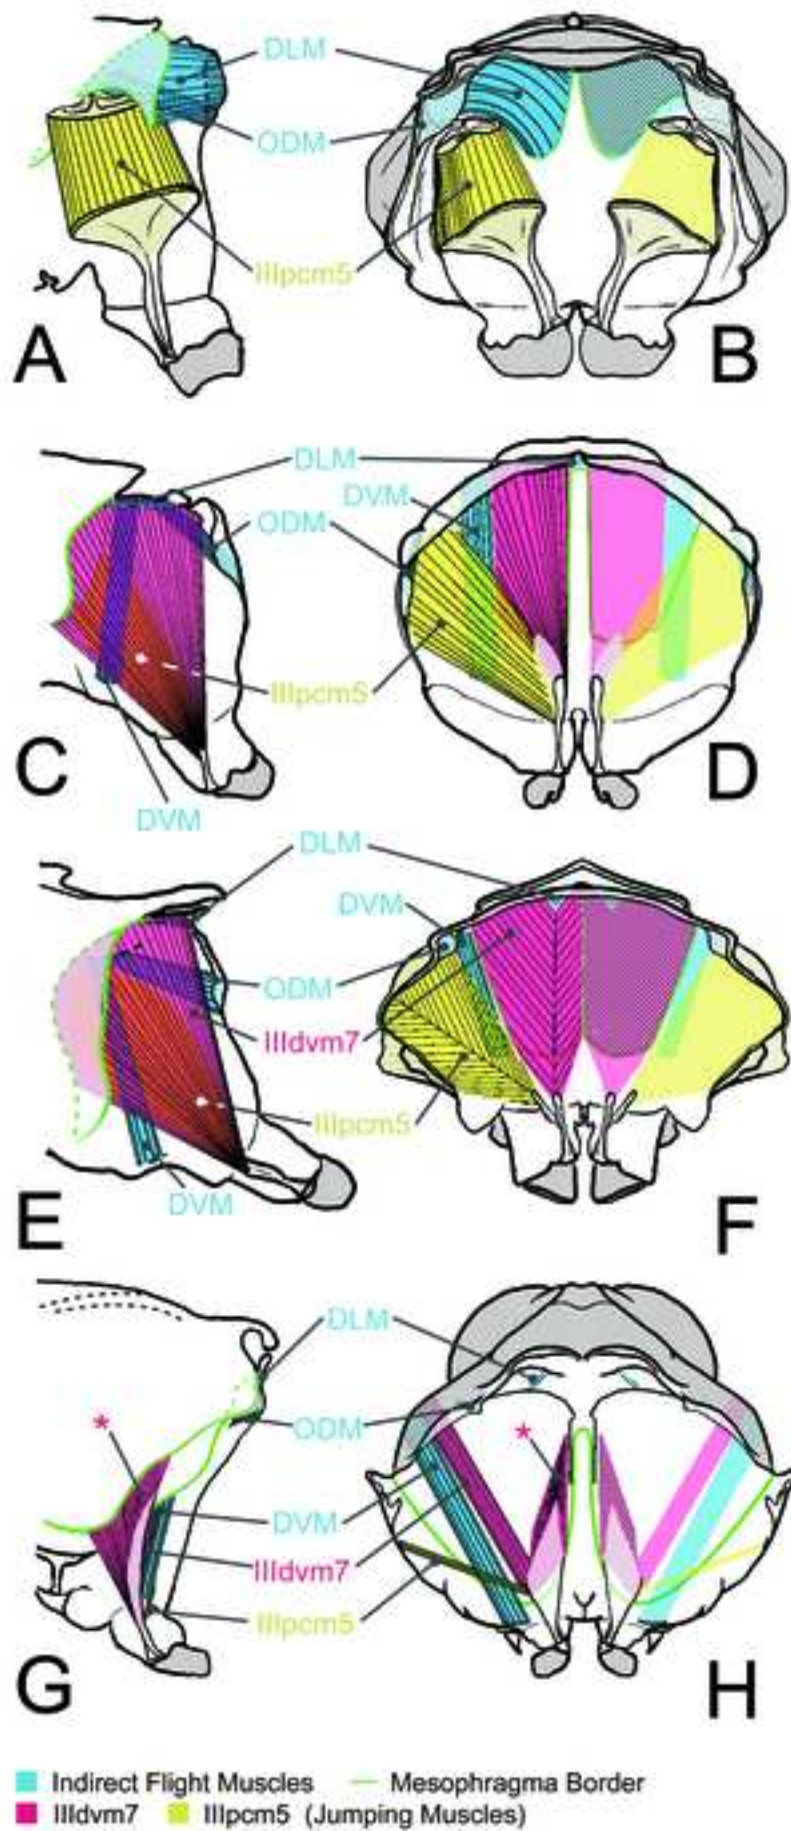 DLM
ODM
IIIpcm5
A
B
DLM
DVM
ODM
IIIpcm5
C
D
DVM
DLM
DVM
ODM
IIIdvm7
IIIpcm5
E
DVM
F
DLM
*
ODM
*
DVM
IIIdvm7
IIIpcm5
G
H
Indirect Flight Muscles — Mesophragma Border
IIIdvm7 IIIpcm5 (Jumping Muscles)